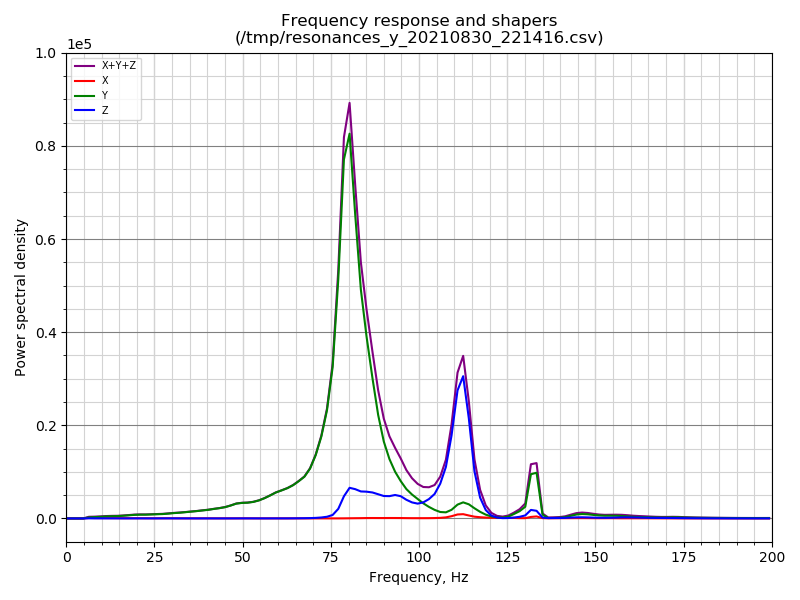 Frequency response and shapers
(/tmp/resonances_y_20210830_221416.csv)
1e5
1.0
0.8
0.6
0.4
0.2
0.0
Power spectral density
X+Y+Z
X
Y
Z
0 25 50 75 100 125 150 175 200
Frequency, Hz